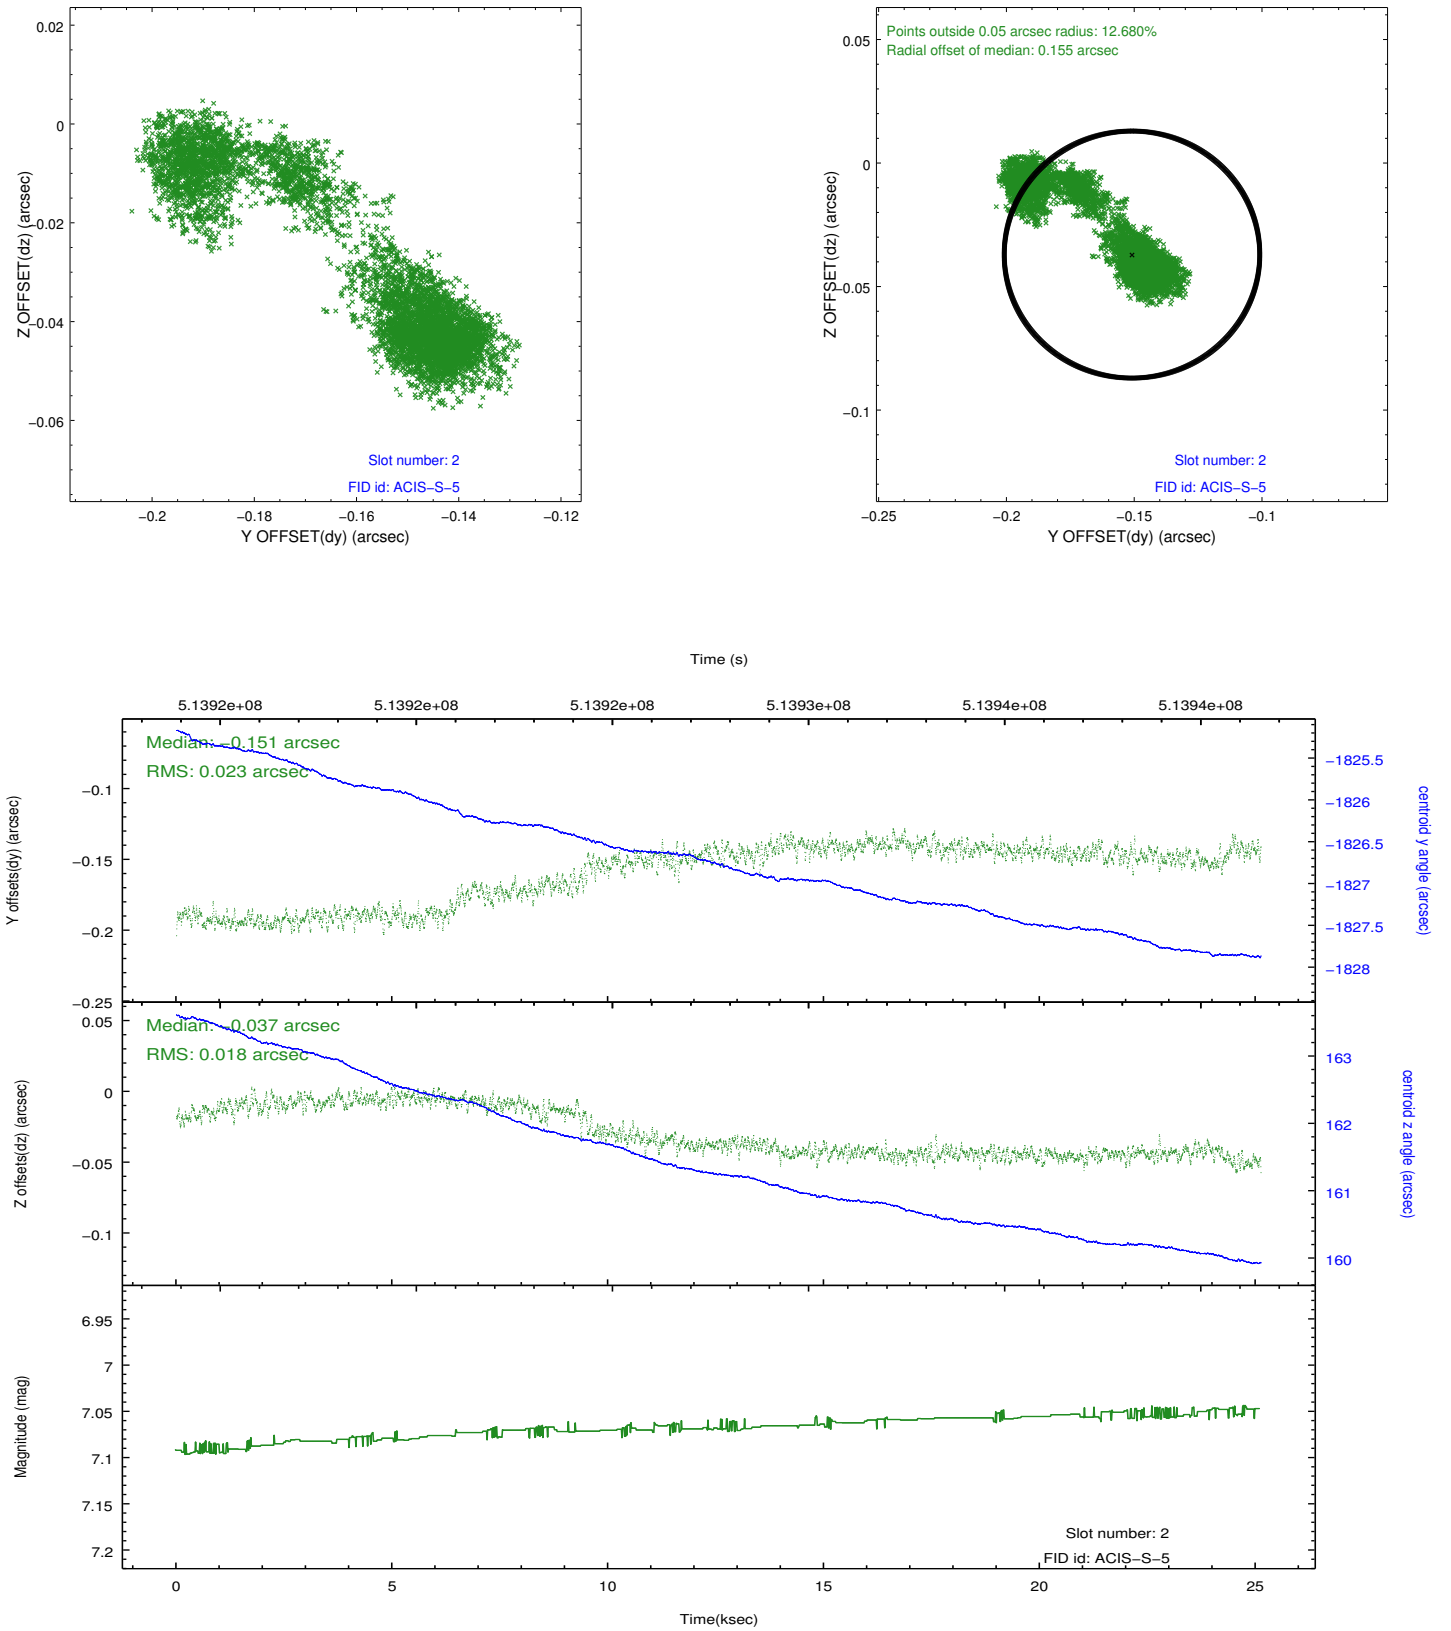 0.02
0
−0.02
−0.04
−0.06
Z OFFSET(dz) (arcsec)
Slot number: 2
FID id: ACIS−S−5
−0.2
−0.18
−0.16
−0.14
−0.12
Y OFFSET(dy) (arcsec)
Points outside 0.05 arcsec radius: 12.680%
Radial offset of median: 0.155 arcsec
0.05
0
−0.05
−0.1
Z OFFSET(dz) (arcsec)
Slot number: 2
FID id: ACIS−S−5
−0.25
−0.2
−0.15
−0.1
Y OFFSET(dy) (arcsec)
Time (s)
5.1392e+08
5.1392e+08
5.1392e+08
5.1393e+08
5.1394e+08
5.1394e+08
Median: −0.151 arcsec
RMS: 0.023 arcsec
−0.1
−0.15
−0.2
−0.25
Y offsets(dy) (arcsec)
−1825.5
−1826
−1826.5
−1827
−1827.5
−1828
centroid y angle (arcsec)
Median: −0.037 arcsec
RMS: 0.018 arcsec
0.05
0
−0.05
−0.1
Z offsets(dz) (arcsec)
163
162
161
160
centroid z angle (arcsec)
6.95
7
7.05
7.1
7.15
7.2
Magnitude (mag)
Slot number: 2
FID id: ACIS−S−5
0
5
10
15
20
25
Time(ksec)